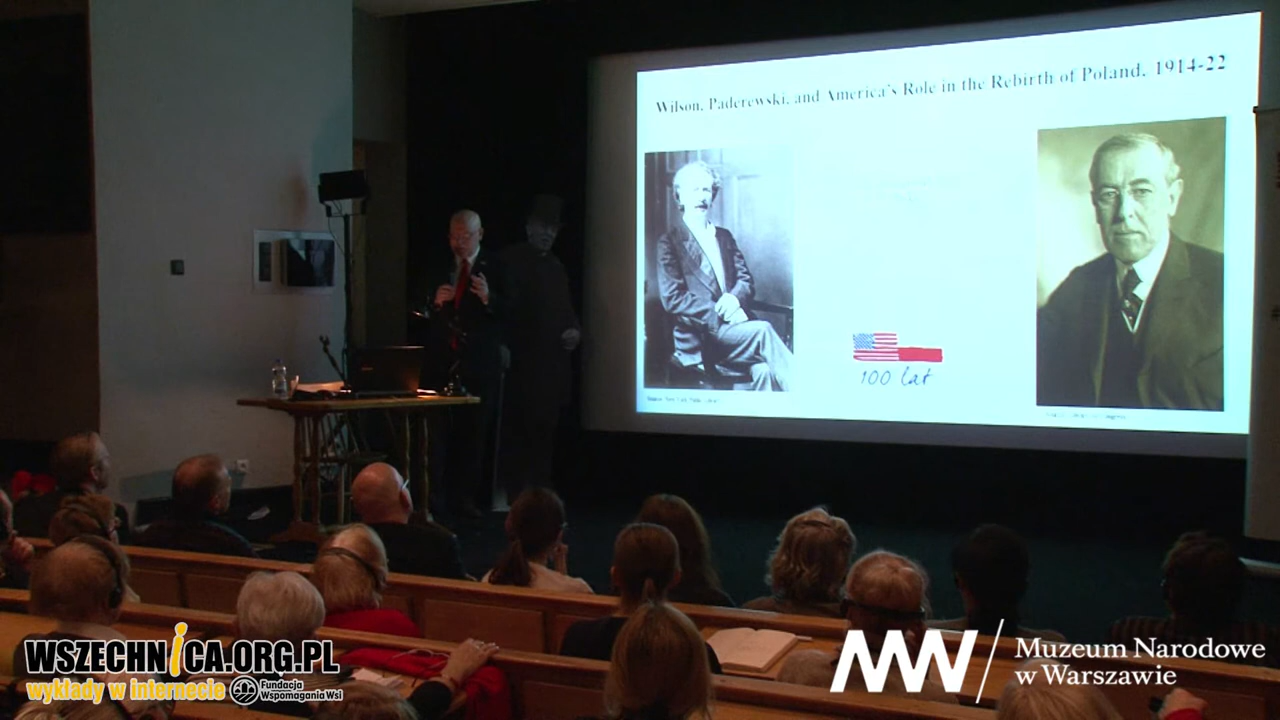 Wilson, Paderewski, and America's Role in the Rebirth of Poland, 1914-22
100 lat
WSZECHNICA.ORG.PL
wykłady w internecie
Fundacja
Wspomagania Wsi
Muzeum Narodowe
w Warszawie